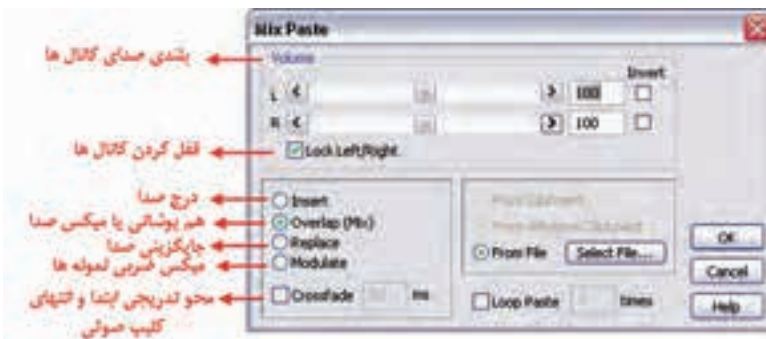 Mix Paste
بلندی صدای کانال ها
Volume
Invert
L
100
R
100
قفل کردن کانال ها
Lock Left/Right
درج صدا
Insert
هم پوشانی یا میکس صدا
Overlap (Mix)
جایگزینی صدا
Replace
میکس ضربی نمونه ها
Modulate
From File
Select File...
OK
Cancel
Help
محو تدریجی ابتدا و انتهای
کلیپ صوتی
Crossfade
ms
Loop Paste
times